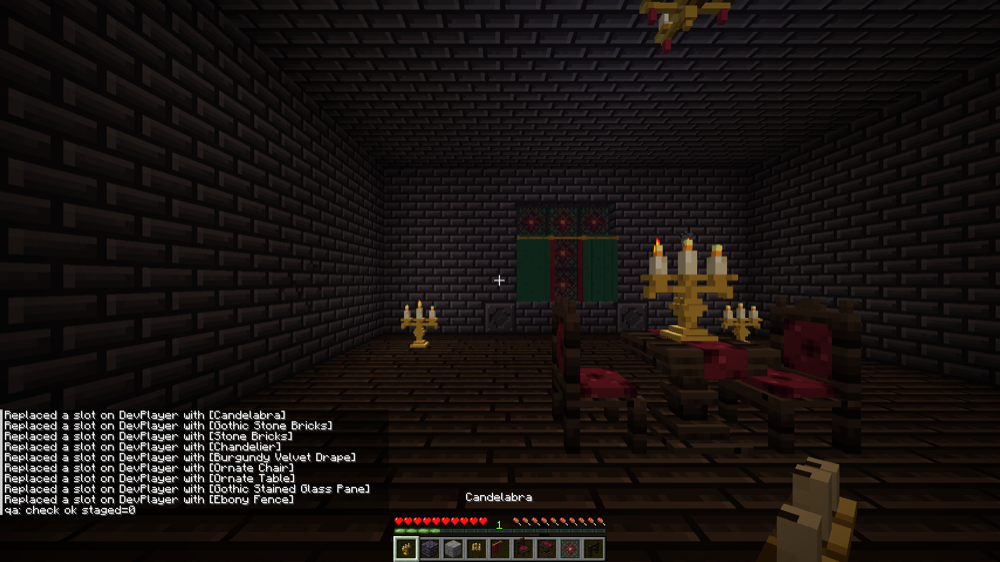 Replaced a slot on DevPlayer with [Candelabra]
Replaced a slot on DevPlayer with [Gothic Stone Bricks]
Replaced a slot on DevPlayer with [Stone Bricks]
Replaced a slot on DevPlayer with [Chandelier]
Replaced a slot on DevPlayer with [Burgundy Velvet Drape]
Replaced a slot on DevPlayer with [Ornate Chair]
Replaced a slot on DevPlayer with [Ornate Table]
Replaced a slot on DevPlayer with [Gothic Stained Glass Pane]
Replaced a slot on DevPlayer with [Ebony Fence]
qa: check ok staged=0
Candelabra
1